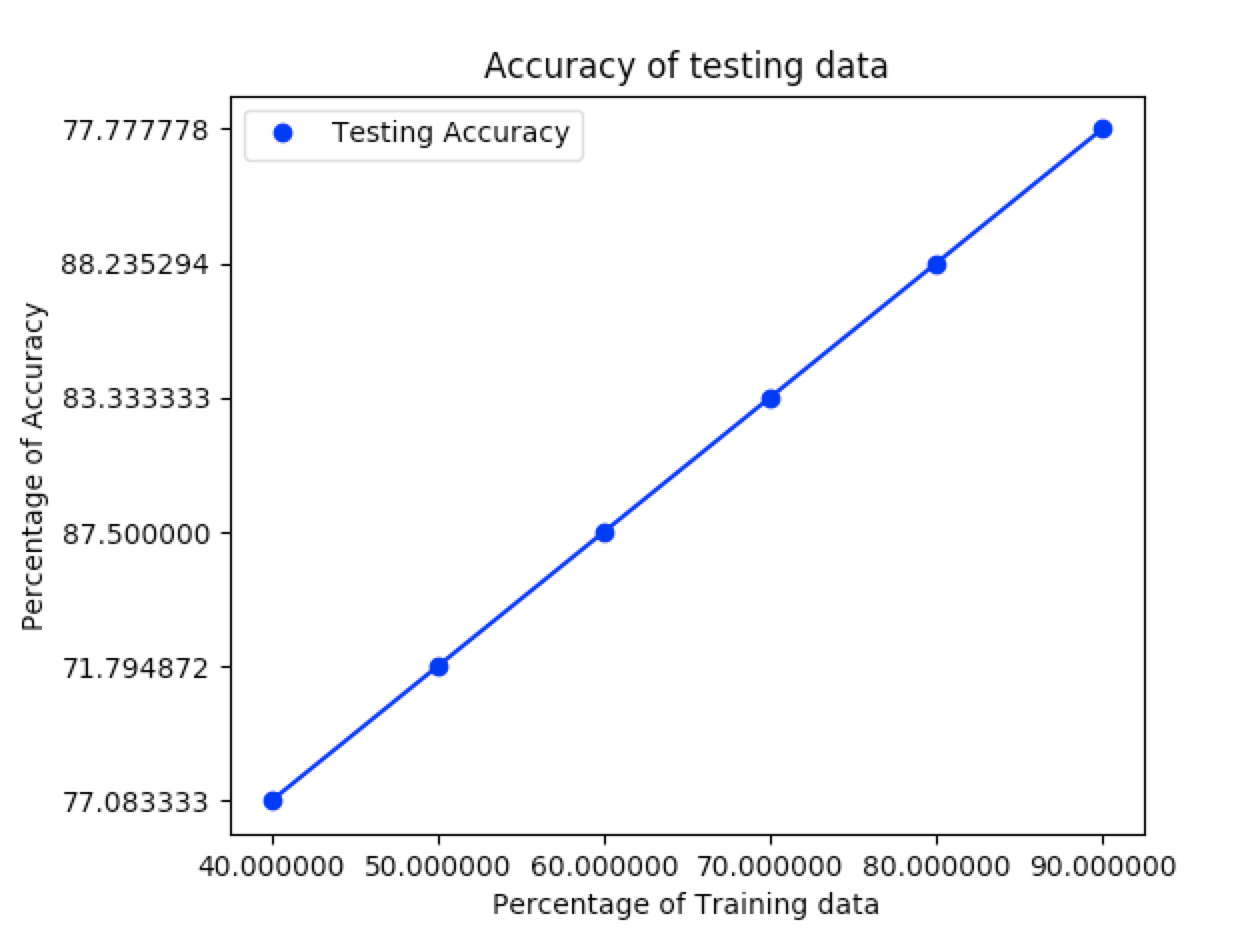 Accuracy of testing data
Testing Accuracy
77.777778
88.235294
83.333333
87.500000
71.794872
77.083333
Percentage of Accuracy
40.000000 50.000000 60.000000 70.000000 80.000000 90.000000
Percentage of Training data